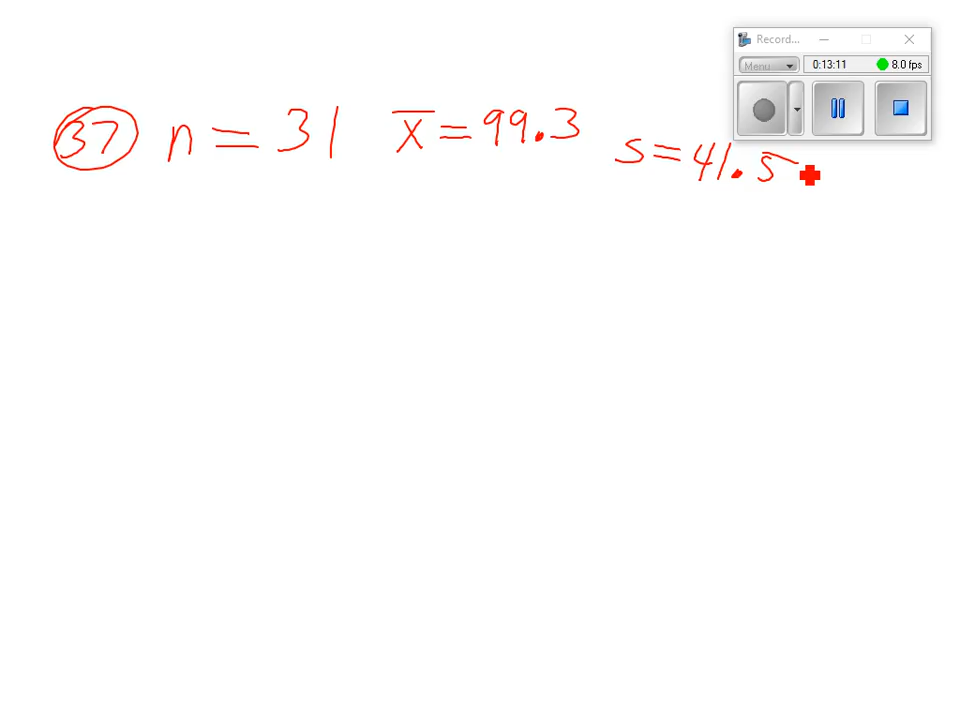 Record...
Menu 0:13:11 8.0 fps
37 n = 31 x̅ = 99.3 s = 41.5